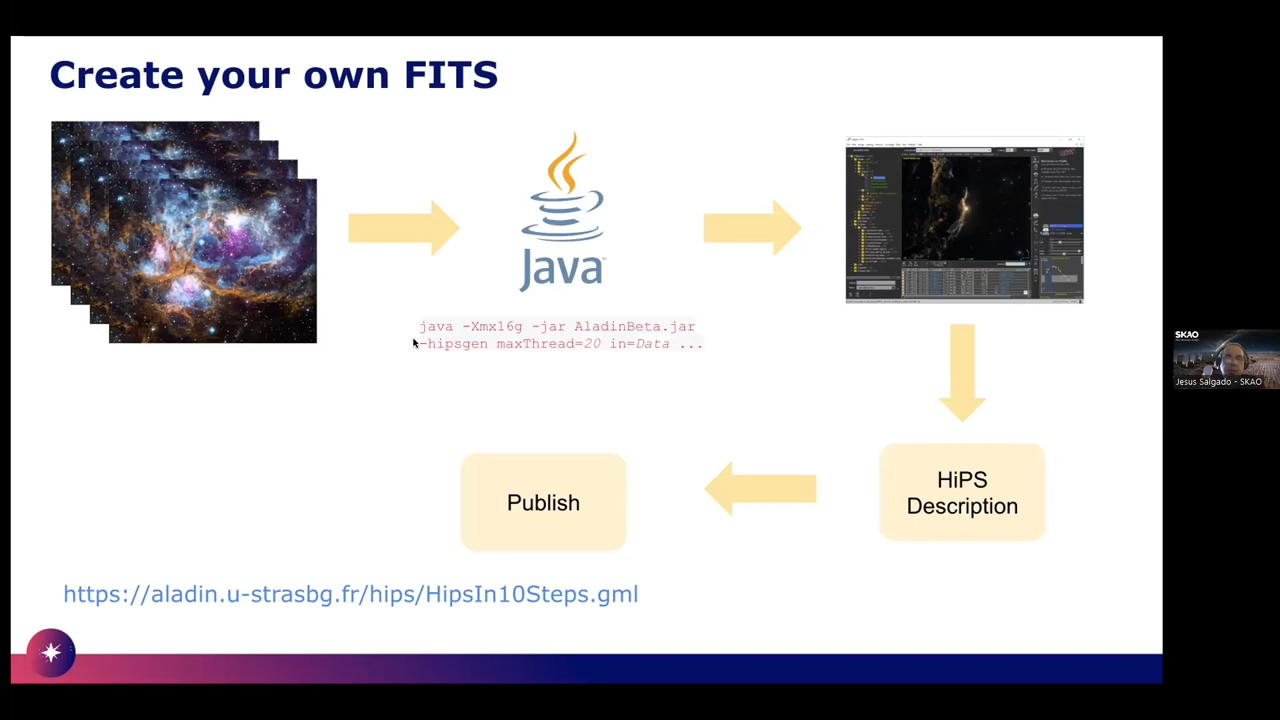 Create your own FITS
Java
java -Xmx16g -jar AladinBeta.jar
-hipsgen maxThread=20 in=Data ...
HiPS
Description
Publish
https://aladin.u-strasbg.fr/hips/HipsIn10Steps.gml
SKAO
Jesus Salgado - SKAO